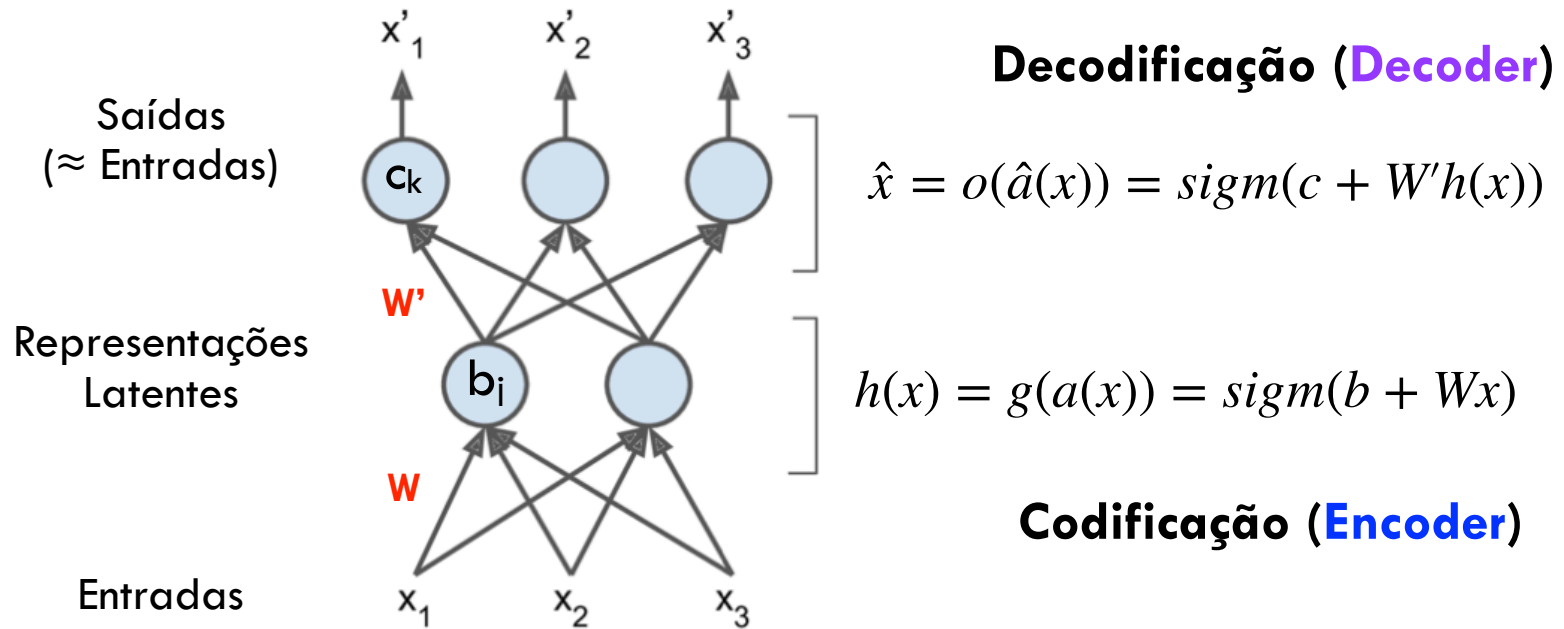 x'1 x'2 x'3
Decodificação (Decoder)
Saídas
(≈ Entradas)
ck
x̂ = o(â(x)) = sigm(c + W'h(x))
W'
Representações
Latentes
bj
h(x) = g(a(x)) = sigm(b + Wx)
W
Codificação (Encoder)
Entradas
x1 x2 x3